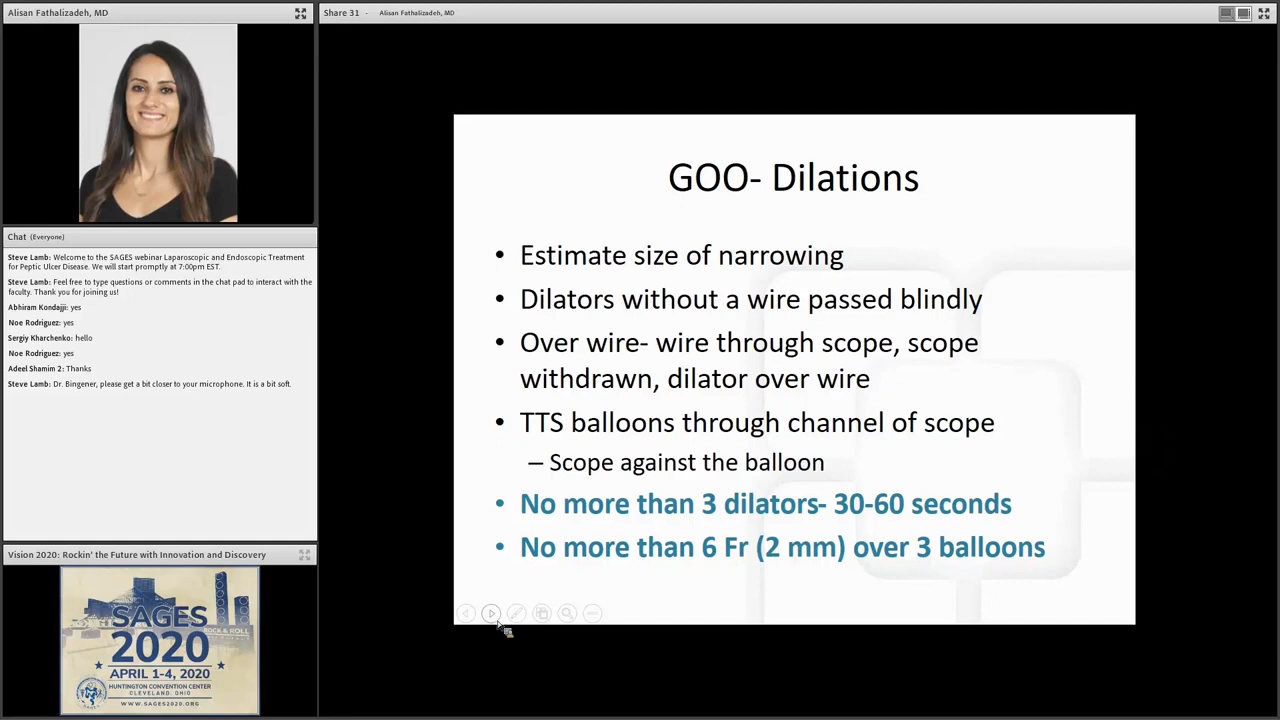 Alisan Fathalizadeh, MD
Share 31 - Alisan Fathalizadeh, MD
Chat (Everyone)
Steve Lamb: Welcome to the SAGES webinar Laparoscopic and Endoscopic Treatment
for Peptic Ulcer Disease. We will start promptly at 7:00pm EST.
Steve Lamb: Feel free to type questions or comments in the chat pad to interact with the
faculty. Thank you for joining us!
Abhiram Kondajji: yes
Noe Rodriguez: yes
Sergiy Kharchenko: hello
Noe Rodriguez: yes
Adeel Shamim 2: Thanks
Steve Lamb: Dr. Bingener, please get a bit closer to your microphone. It is a bit soft.
Vision 2020: Rockin' the Future with Innovation and Discovery
SAGES
ROCK & ROLL
2020
APRIL 1-4, 2020
HUNTINGTON CONVENTION CENTER
CLEVELAND, OHIO
WWW.SAGES2020.ORG
GOO- Dilations
• Estimate size of narrowing
• Dilators without a wire passed blindly
• Over wire- wire through scope, scope
withdrawn, dilator over wire
• TTS balloons through channel of scope
– Scope against the balloon
• No more than 3 dilators- 30-60 seconds
• No more than 6 Fr (2 mm) over 3 balloons